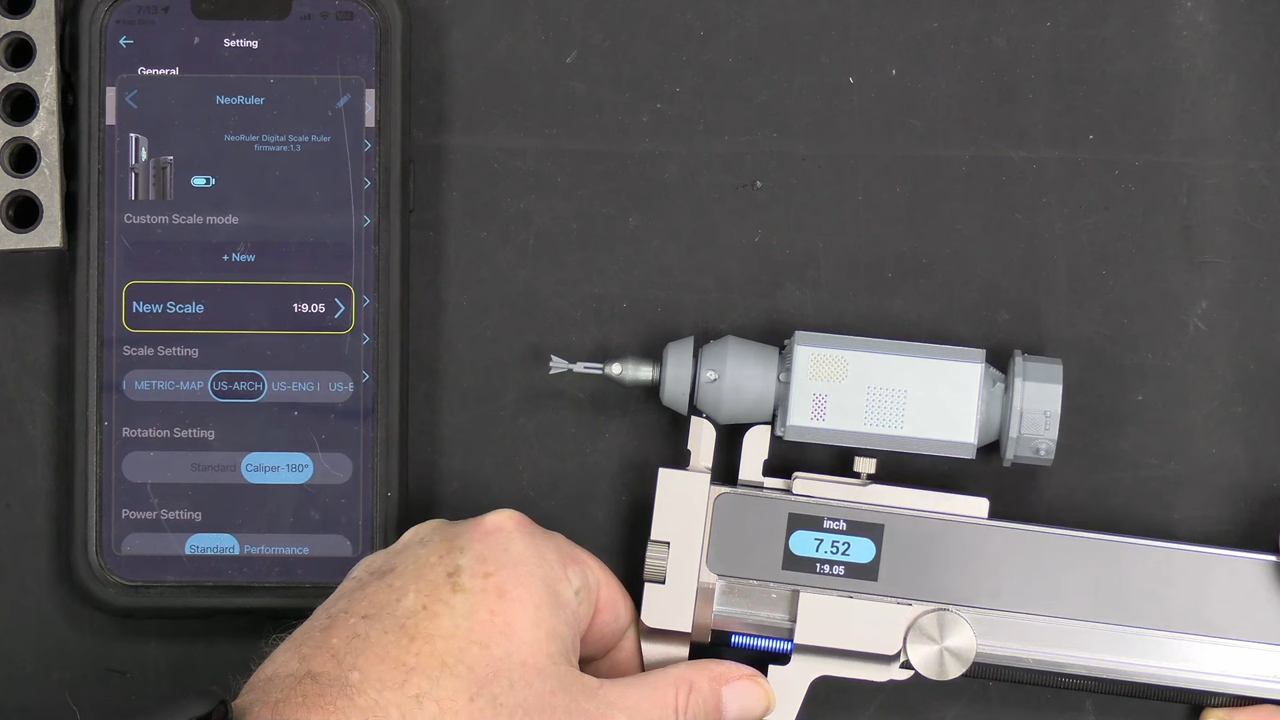 7:13
Setting
General
NeoRuler
NeoRuler Digital Scale Ruler
firmware:1.3
Custom Scale mode
+ New
New Scale 1:9.05
Scale Setting
METRIC-MAP US-ARCH US-ENG
Rotation Setting
Standard Caliper-180°
Power Setting
Standard Performance
inch
7.52
1:9.05